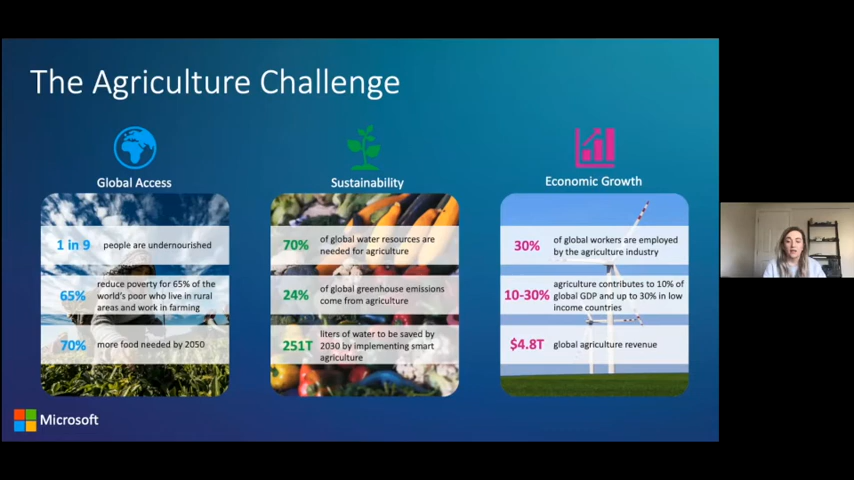 The Agriculture Challenge
Global Access
1 in 9 people are undernourished
65% reduce poverty for 65% of the
world's poor who live in rural
areas and work in farming
70% more food needed by 2050
Sustainability
70% of global water resources are
needed for agriculture
24% of global greenhouse emissions
come from agriculture
251T liters of water to be saved by
2030 by implementing smart
agriculture
Economic Growth
30% of global workers are employed
by the agriculture industry
10-30% agriculture contributes to 10% of
global GDP and up to 30% in low
income countries
$4.8T global agriculture revenue
Microsoft